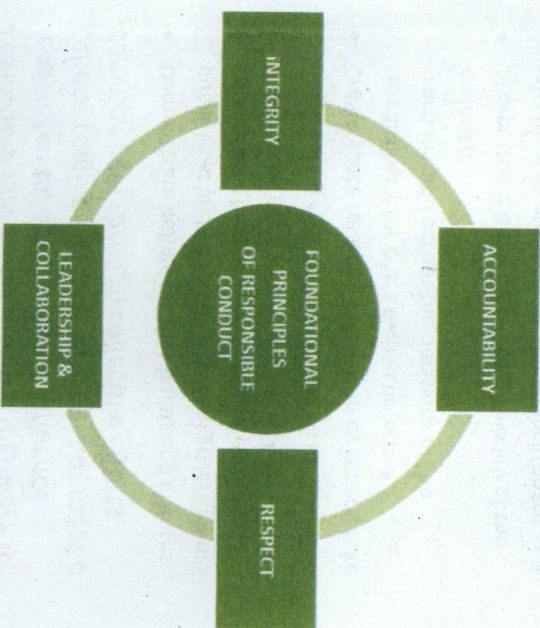 ACCOUNTABILITY
INTEGRITY
FOUNDATIONAL
PRINCIPLES
OF RESPONSIBLE
CONDUCT
RESPECT
LEADERSHIP &
COLLABORATION